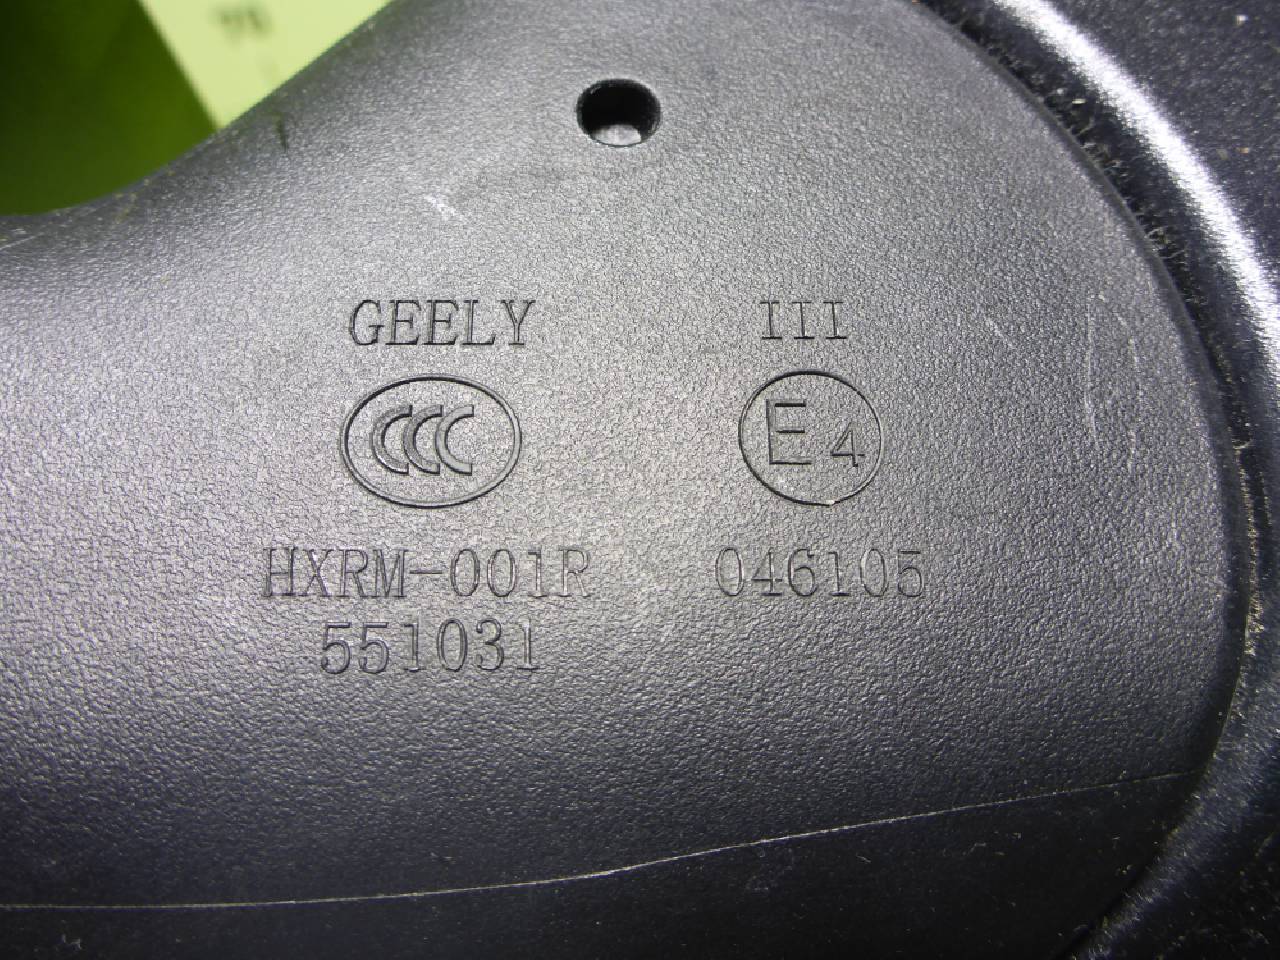 GEELY
CCC
HXRM-001R
551031
III
E4
046105